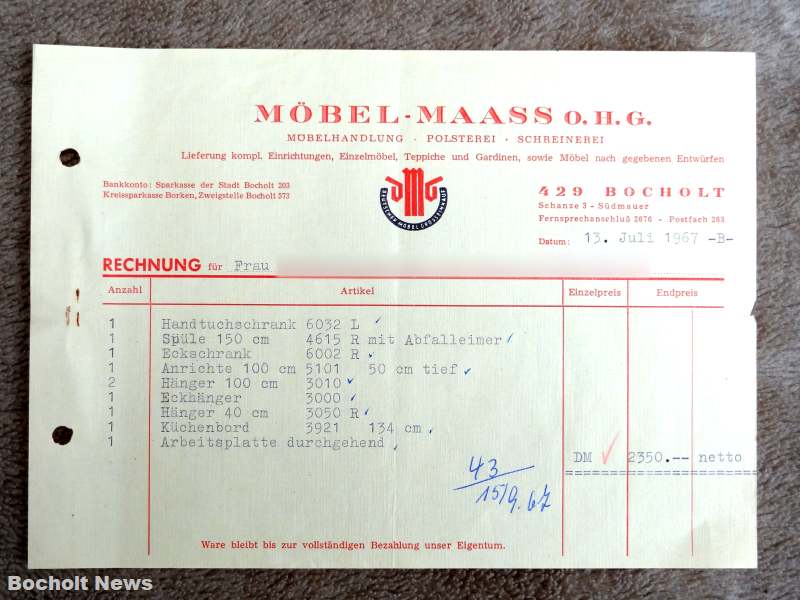 MÖBEL-MAASS O.H.G.
MÖBELHANDLUNG · POLSTEREI · SCHREINEREI
Lieferung kompl. Einrichtungen, Einzelmöbel, Teppiche und Gardinen, sowie Möbel nach gegebenen Entwürfen
Bankkonto: Sparkasse der Stadt Bocholt 203
Kreissparkasse Borken, Zweigstelle Bocholt 573
JMG
429 BOCHOLT
Schanze 3 - Südmauer
Fernsprechanschluß 2676 - Postfach 263
Datum: 13. Juli 1967 -B-
RECHNUNG für Frau
Anzahl Artikel Einzelpreis Endpreis
1 Handtuchschrank 6032 L
1 Spüle 150 cm 4615 R mit Abfalleimer
1 Eckschrank 6002 R
1 Anrichte 100 cm 5101 50 cm tief
2 Hänger 100 cm 3010
1 Eckhänger 3000
1 Hänger 40 cm 3050 R
1 Küchenbord 3921 134 cm
1 Arbeitsplatte durchgehend
DM 2350.-- netto
43
15/9.67
Ware bleibt bis zur vollständigen Bezahlung unser Eigentum.
Bocholt News